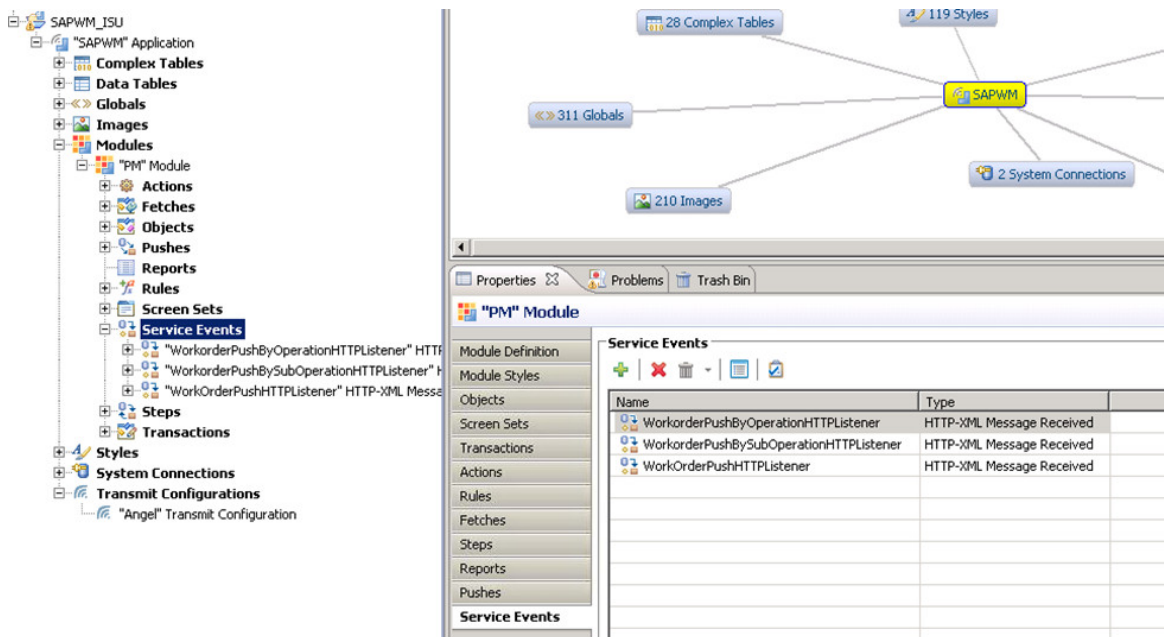 SAPWM_ISU
"SAPWM" Application
Complex Tables
Data Tables
Globals
Images
Modules
"PM" Module
Actions
Fetches
Objects
Pushes
Reports
Rules
Screen Sets
Service Events
"WorkorderPushByOperationHTTPListener" HTTP
"WorkorderPushBySubOperationHTTPListener" H
"WorkOrderPushHTTPListener" HTTP-XML Messa
Steps
Transactions
Styles
System Connections
Transmit Configurations
"Angel" Transmit Configuration
28 Complex Tables
119 Styles
SAPWM
311 Globals
2 System Connections
210 Images
Properties
Problems
Trash Bin
"PM" Module
Module Definition
Module Styles
Objects
Screen Sets
Transactions
Actions
Rules
Fetches
Steps
Reports
Pushes
Service Events
Service Events
Name Type
WorkorderPushByOperationHTTPListener HTTP-XML Message Received
WorkorderPushBySubOperationHTTPListener HTTP-XML Message Received
WorkOrderPushHTTPListener HTTP-XML Message Received